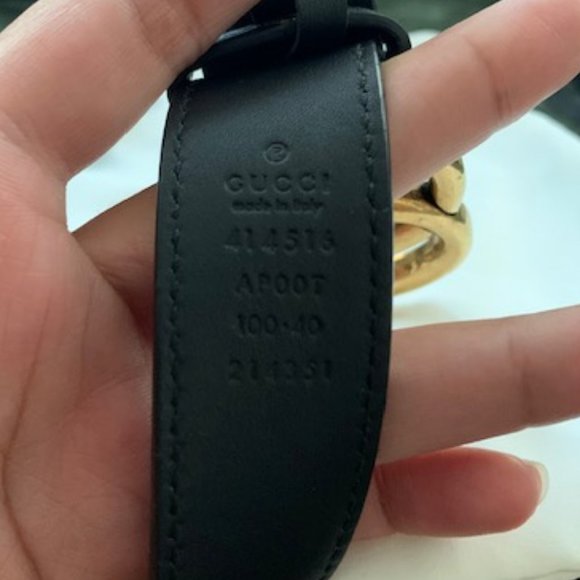 Ⓟ
GUCCI
made in Italy
414516
AP00T
100·40
214351